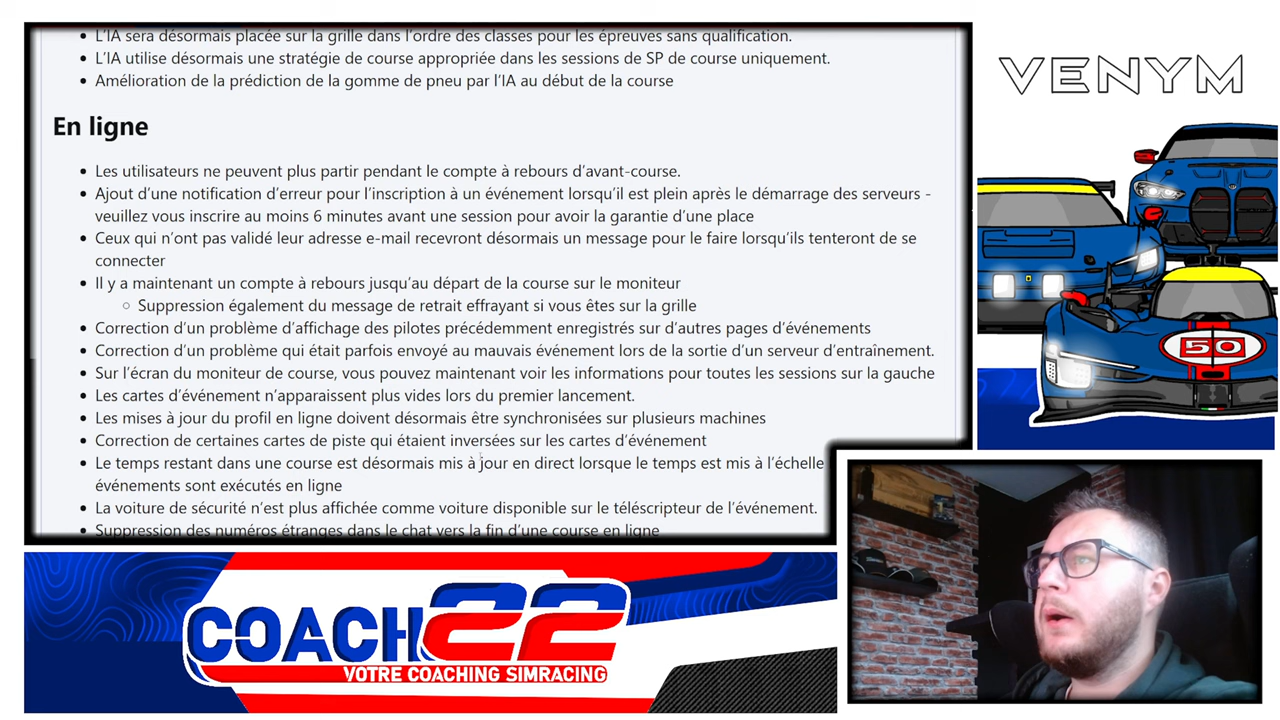 L'IA sera désormais placée sur la grille dans l'ordre des classes pour les épreuves sans qualification.
L'IA utilise désormais une stratégie de course appropriée dans les sessions de SP de course uniquement.
Amélioration de la prédiction de la gomme de pneu par l'IA au début de la course
En ligne
Les utilisateurs ne peuvent plus partir pendant le compte à rebours d'avant-course.
Ajout d'une notification d'erreur pour l'inscription à un événement lorsqu'il est plein après le démarrage des serveurs -
veuillez vous inscrire au moins 6 minutes avant une session pour avoir la garantie d'une place
Ceux qui n'ont pas validé leur adresse e-mail recevront désormais un message pour le faire lorsqu'ils tenteront de se
connecter
Il y a maintenant un compte à rebours jusqu'au départ de la course sur le moniteur
Suppression également du message de retrait effrayant si vous êtes sur la grille
Correction d'un problème d'affichage des pilotes précédemment enregistrés sur d'autres pages d'événements
Correction d'un problème qui était parfois envoyé au mauvais événement lors de la sortie d'un serveur d'entraînement.
Sur l'écran du moniteur de course, vous pouvez maintenant voir les informations pour toutes les sessions sur la gauche
Les cartes d'événement n'apparaissent plus vides lors du premier lancement.
Les mises à jour du profil en ligne doivent désormais être synchronisées sur plusieurs machines
Correction de certaines cartes de piste qui étaient inversées sur les cartes d'événement
Le temps restant dans une course est désormais mis à jour en direct lorsque le temps est mis à l'échelle
événements sont exécutés en ligne
La voiture de sécurité n'est plus affichée comme voiture disponible sur le téléscripteur de l'événement.
Suppression des numéros étranges dans le chat vers la fin d'une course en ligne
VENYM
50
COACH22
VOTRE COACHING SIMRACING